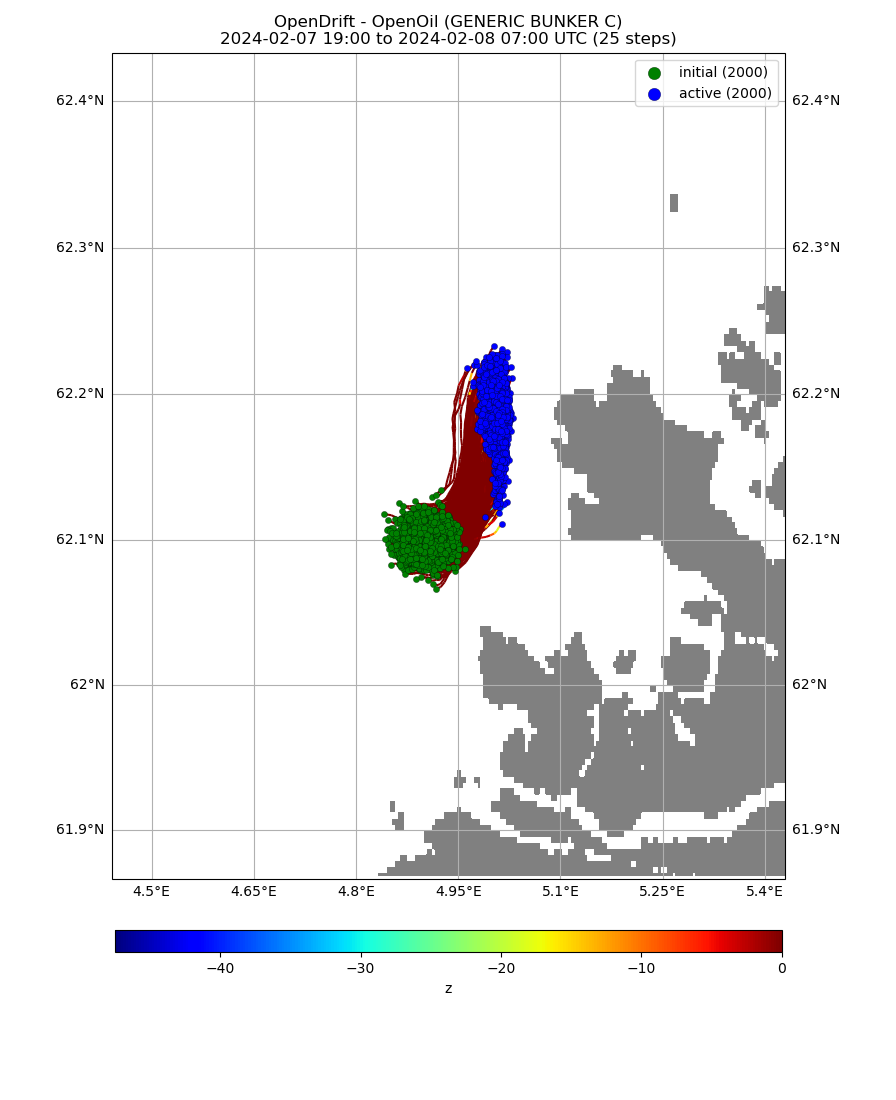 OpenDrift - OpenOil (GENERIC BUNKER C)
2024-02-07 19:00 to 2024-02-08 07:00 UTC (25 steps)
initial (2000)
active (2000)
62.4°N
62.4°N
62.3°N
62.3°N
62.2°N
62.2°N
62.1°N
62.1°N
62°N
62°N
61.9°N
61.9°N
4.5°E
4.65°E
4.8°E
4.95°E
5.1°E
5.25°E
5.4°E
−40
−30
−20
−10
0
z